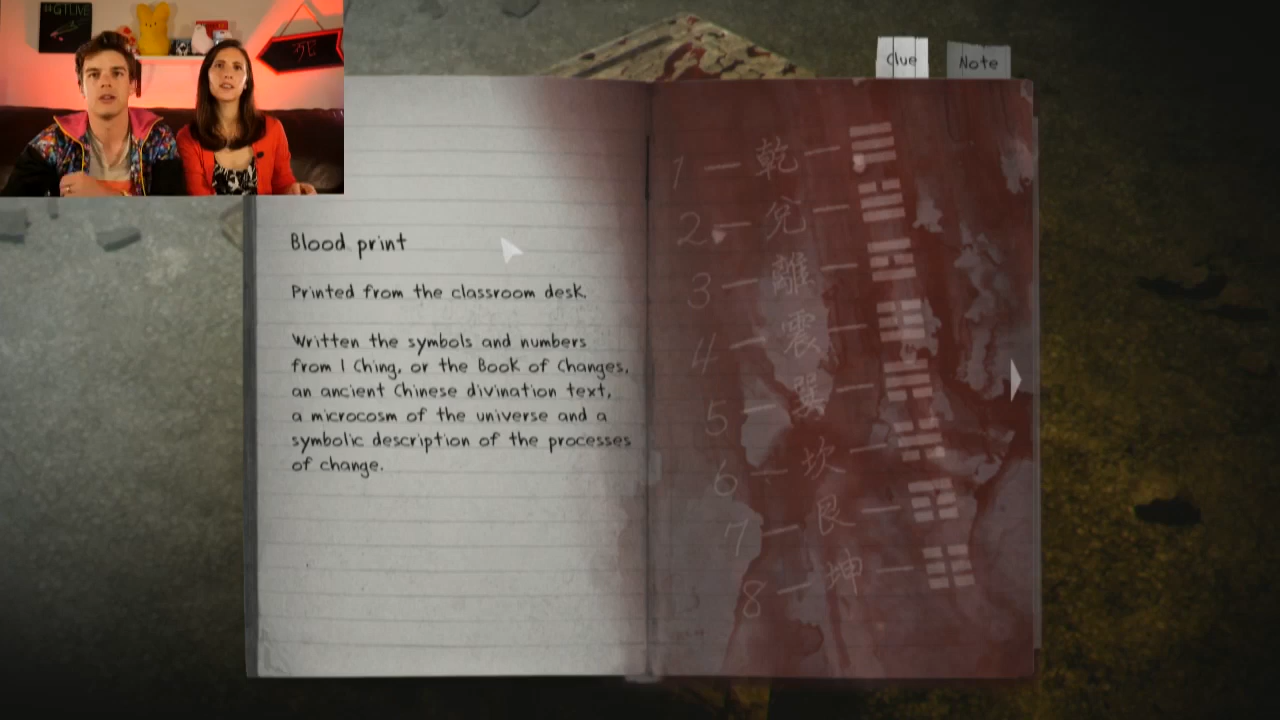 #GTLIVE
死
Clue
Note
Blood print
Printed from the classroom desk.
Written the symbols and numbers
from I Ching, or the Book of Changes,
an ancient Chinese divination text,
a microcosm of the universe and a
symbolic description of the processes
of change.
1 — 乾 — ☰
2 — 兌 — ☱
3 — 離 — ☲
4 — 震 — ☳
5 — 巽 — ☴
6 — 坎 — ☵
7 — 艮 — ☶
8 — 坤 — ☷